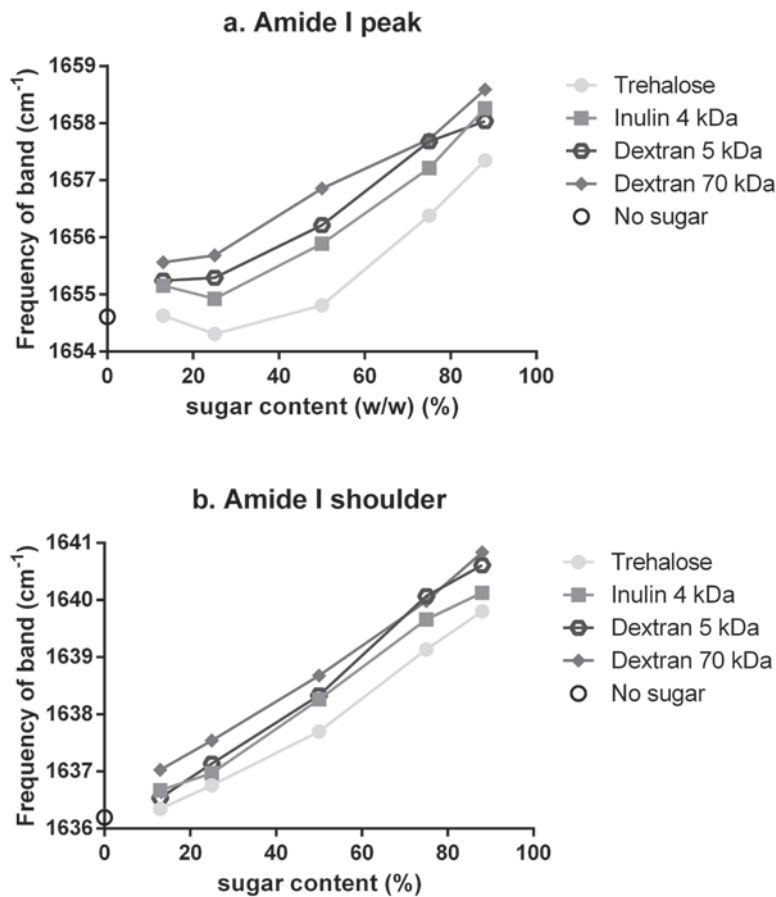 a. Amide I peak
Frequency of band (cm⁻¹)
1659
1658
1657
1656
1655
1654
0 20 40 60 80 100
sugar content (w/w) (%)
Trehalose
Inulin 4 kDa
Dextran 5 kDa
Dextran 70 kDa
No sugar
b. Amide I shoulder
Frequency of band (cm⁻¹)
1641
1640
1639
1638
1637
1636
0 20 40 60 80 100
sugar content (%)
Trehalose
Inulin 4 kDa
Dextran 5 kDa
Dextran 70 kDa
No sugar